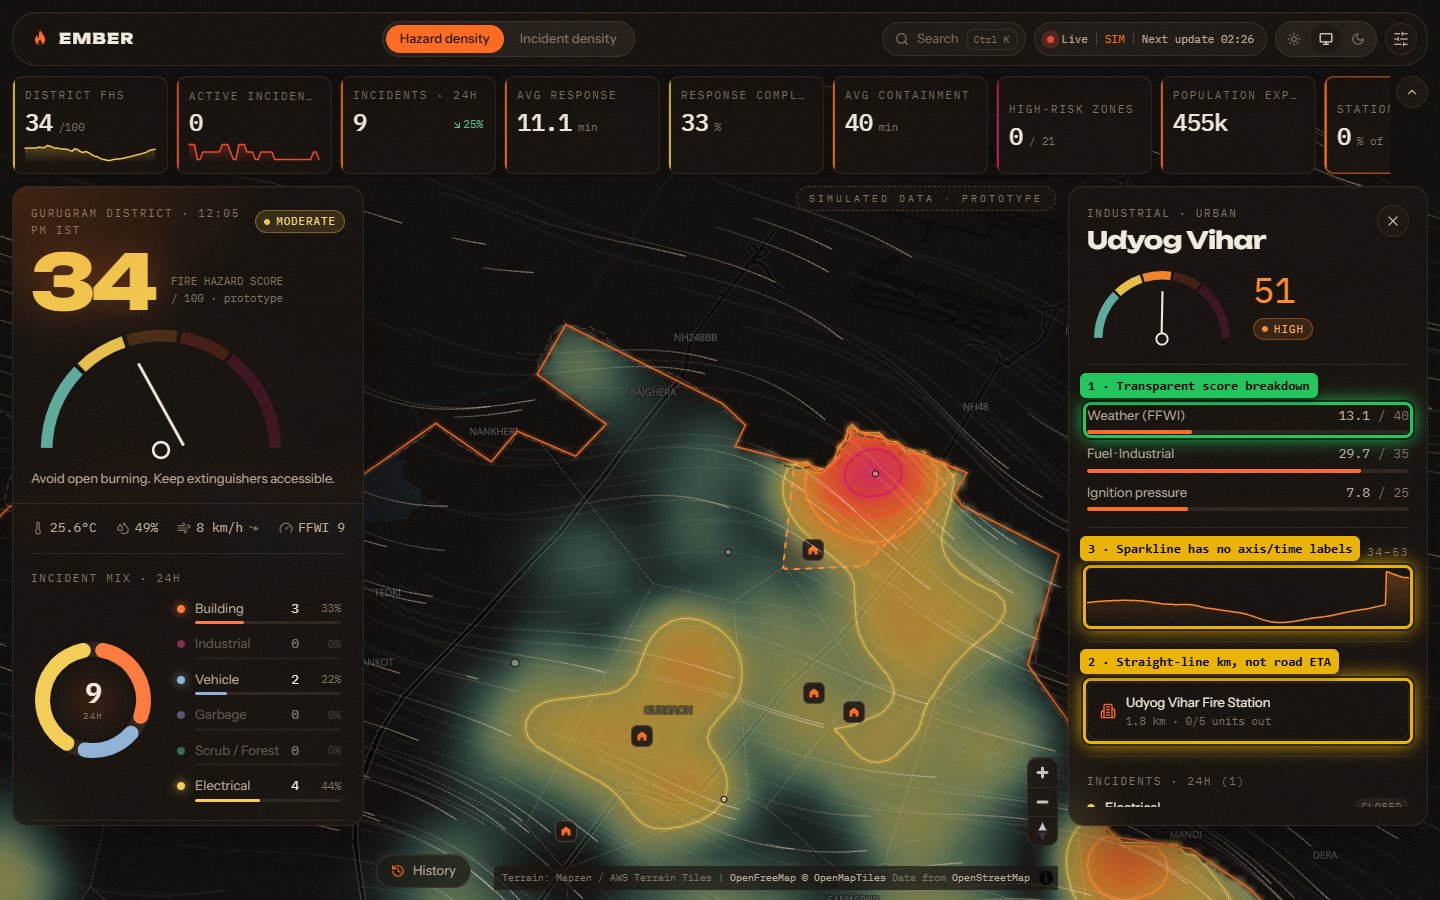 EMBER
Hazard density
Incident density
Search Ctrl K
Live | SIM | Next update 02:26
DISTRICT FHS
34 /100
ACTIVE INCIDEN…
0
INCIDENTS · 24H
9 ↘25%
AVG RESPONSE
11.1 min
RESPONSE COMPL…
33 %
AVG CONTAINMENT
40 min
HIGH-RISK ZONES
0 / 21
POPULATION EXP…
455k
STATION
0 % of
GURUGRAM DISTRICT · 12:05
PM IST
MODERATE
34
FIRE HAZARD SCORE
/ 100 · prototype
Avoid open burning. Keep extinguishers accessible.
25.6°C 49% 8 km/h FFWI 9
INCIDENT MIX · 24H
Building 3 33%
Industrial 0 0%
Vehicle 2 22%
Garbage 0 0%
Scrub / Forest 0 0%
Electrical 4 44%
9
24H
SIMULATED DATA · PROTOTYPE
NH248BB
BAJGHERA
NH48
NANKHERI
TEDKI
ANKOT
GURGAON
MANDI
DERA
History
Terrain: Mapzen / AWS Terrain Tiles | OpenFreeMap © OpenMapTiles Data from OpenStreetMap
INDUSTRIAL · URBAN
Udyog Vihar
51
HIGH
1 · Transparent score breakdown
Weather (FFWI) 13.1 / 40
Fuel · Industrial 29.7 / 35
Ignition pressure 7.8 / 25
3 · Sparkline has no axis/time labels
34–53
2 · Straight-line km, not road ETA
Udyog Vihar Fire Station
1.8 km · 0/5 units out
INCIDENTS · 24H (1)
Electrical CLOSED